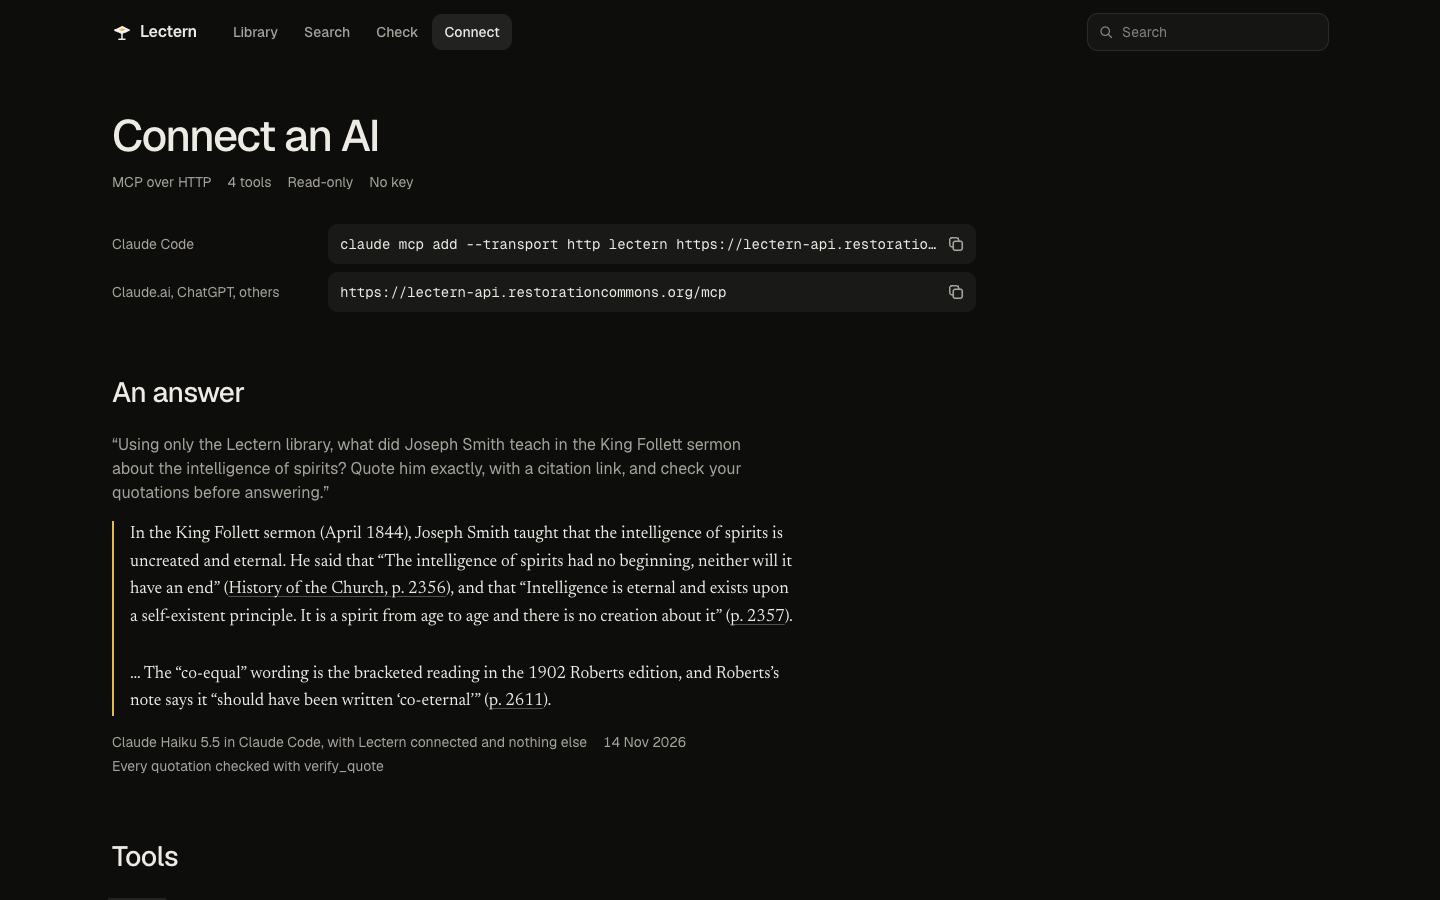 Lectern
Library
Search
Check
Connect
Search
Connect an AI
MCP over HTTP 4 tools Read-only No key
Claude Code
claude mcp add --transport http lectern https://lectern-api.restoratio…
Claude.ai, ChatGPT, others
https://lectern-api.restorationcommons.org/mcp
An answer
“Using only the Lectern library, what did Joseph Smith teach in the King Follett sermon
about the intelligence of spirits? Quote him exactly, with a citation link, and check your
quotations before answering.”
In the King Follett sermon (April 1844), Joseph Smith taught that the intelligence of spirits is
uncreated and eternal. He said that “The intelligence of spirits had no beginning, neither will it
have an end” (History of the Church, p. 2356), and that “Intelligence is eternal and exists upon
a self-existent principle. It is a spirit from age to age and there is no creation about it” (p. 2357).
… The “co-equal” wording is the bracketed reading in the 1902 Roberts edition, and Roberts’s
note says it “should have been written ‘co-eternal’” (p. 2611).
Claude Haiku 5.5 in Claude Code, with Lectern connected and nothing else 14 Nov 2026
Every quotation checked with verify_quote
Tools